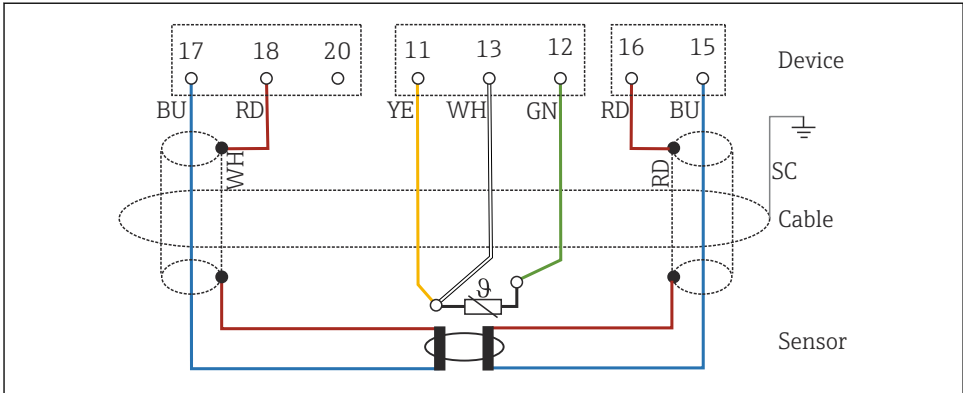 17 18 20 11 13 12 16 15
Device
BU RD YE WH GN RD BU
WH
RD
SC
Cable
ϑ
Sensor